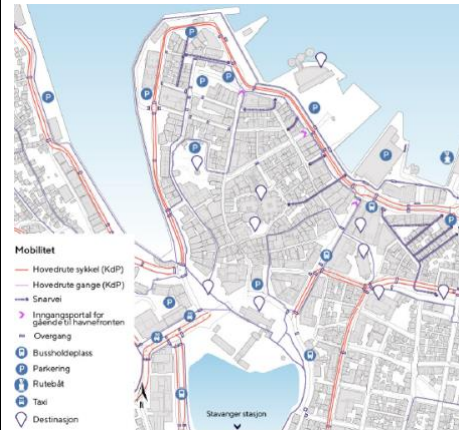 Mobilitet
Hovedrute sykkel (KdP)
Hovedrute gange (KdP)
Snarvei
Inngangsportal for
gående til havnefronten
Overgang
Bussholdeplass
P Parkering
Rutebåt
Taxi
Destinasjon
Stavanger stasjon
P
P
P
P
P
P
P
P
P
P
P